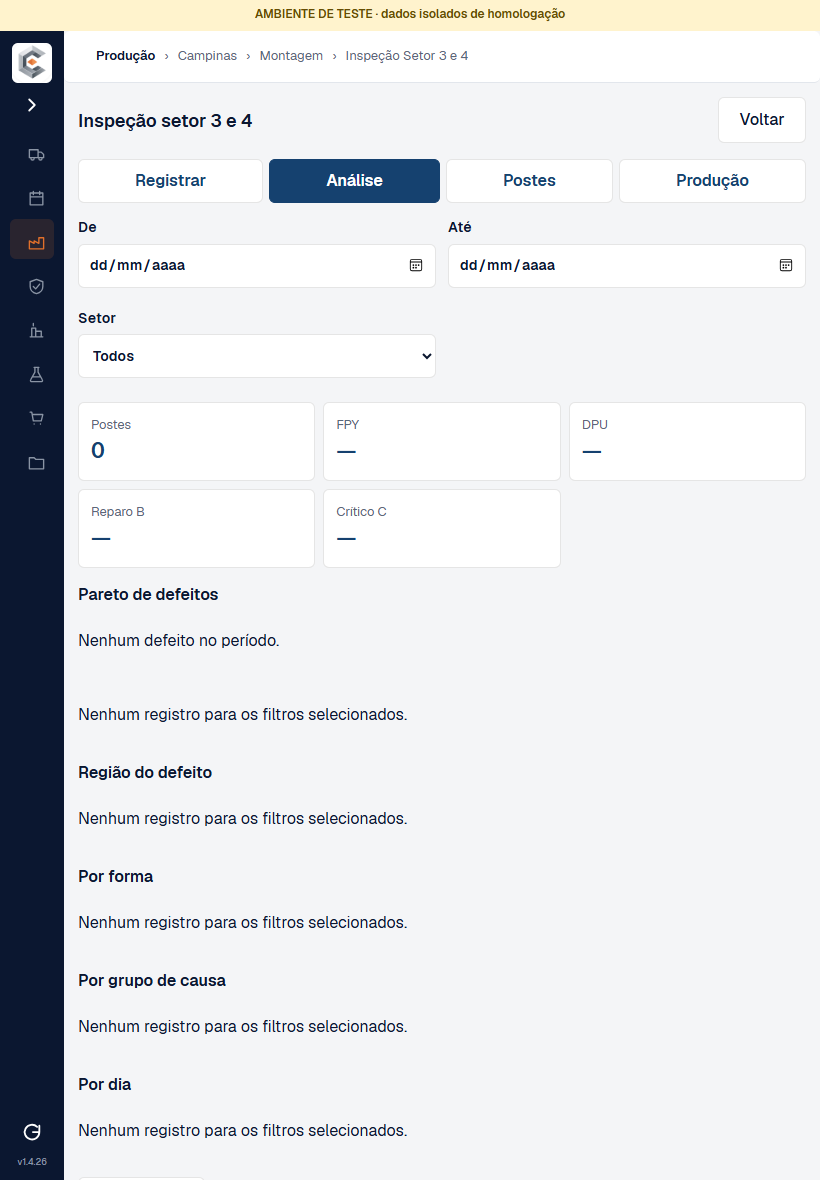 AMBIENTE DE TESTE · dados isolados de homologação
Produção › Campinas › Montagem › Inspeção Setor 3 e 4
Inspeção setor 3 e 4
Voltar
Registrar
Análise
Postes
Produção
De
Até
dd/mm/aaaa
dd/mm/aaaa
Setor
Todos
Postes
0
FPY
—
DPU
—
Reparo B
—
Crítico C
—
Pareto de defeitos
Nenhum defeito no período.
Nenhum registro para os filtros selecionados.
Região do defeito
Nenhum registro para os filtros selecionados.
Por forma
Nenhum registro para os filtros selecionados.
Por grupo de causa
Nenhum registro para os filtros selecionados.
Por dia
Nenhum registro para os filtros selecionados.
v1.4.26